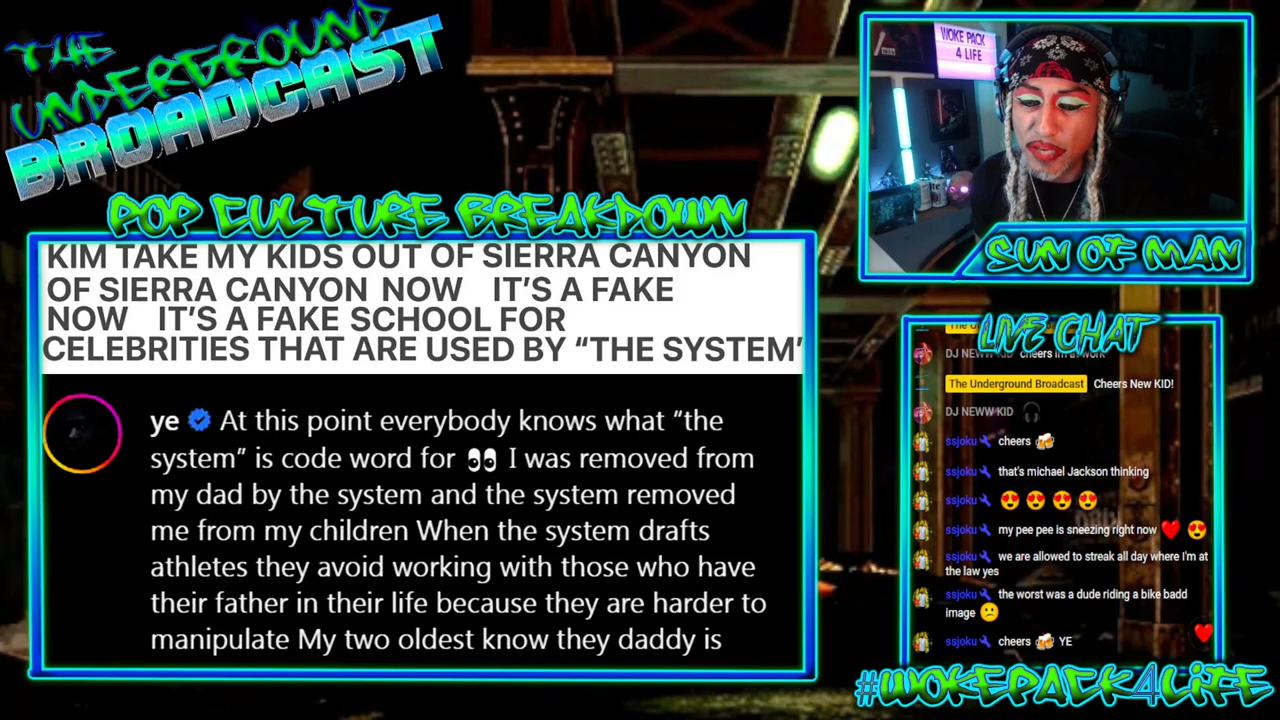 THE
UNDERGROUND
BROADCAST
POP CULTURE BREAKDOWN
KIM TAKE MY KIDS OUT OF SIERRA CANYON
OF SIERRA CANYON NOW IT'S A FAKE
NOW IT'S A FAKE SCHOOL FOR
CELEBRITIES THAT ARE USED BY “THE SYSTEM’
ye At this point everybody knows what “the
system” is code word for 👀 I was removed from
my dad by the system and the system removed
me from my children When the system drafts
athletes they avoid working with those who have
their father in their life because they are harder to
manipulate My two oldest know they daddy is
WOKE PACK
4 LIFE
SUN OF MAN
LIVE CHAT
The U
DJ NEWW KID cheers im at work
The Underground Broadcast Cheers New KID!
DJ NEWW KID 🎧
ssjoku cheers 🍻
ssjoku that's michael Jackson thinking
ssjoku 😍 😍 😍 😍
ssjoku my pee pee is sneezing right now ❤️ 😍
ssjoku we are allowed to streak all day where I'm at
the law yes
ssjoku the worst was a dude riding a bike badd
image 😕
ssjoku cheers 🍻 YE
#WOKEPACK4LIFE